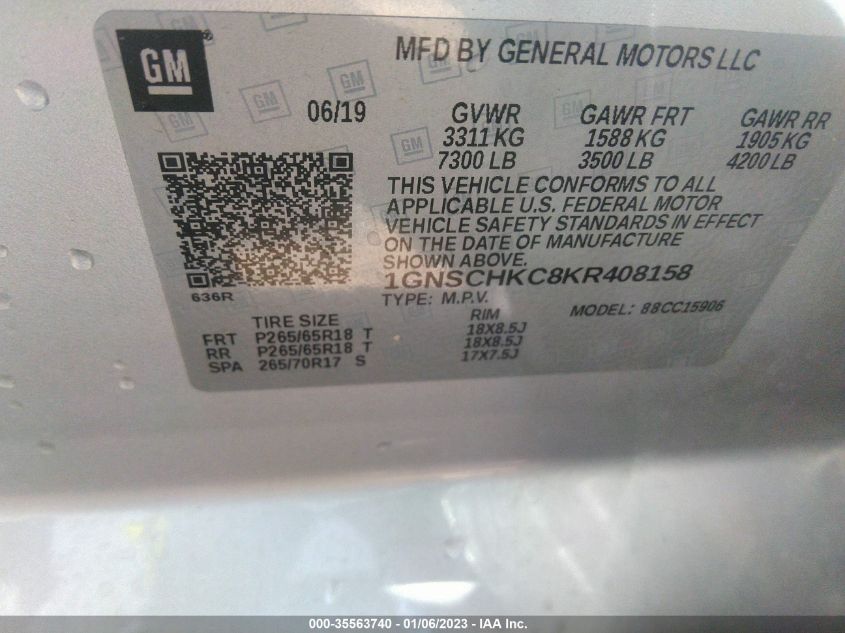 GM
MFD BY GENERAL MOTORS LLC
06/19 GVWR GAWR FRT GAWR RR
3311 KG 1588 KG 1905 KG
7300 LB 3500 LB 4200 LB
THIS VEHICLE CONFORMS TO ALL
APPLICABLE U.S. FEDERAL MOTOR
VEHICLE SAFETY STANDARDS IN EFFECT
ON THE DATE OF MANUFACTURE
SHOWN ABOVE.
1GNSCHKC8KR408158
636R
TYPE: M.P.V. MODEL: 88CC15906
TIRE SIZE RIM
FRT P265/65R18 T 18X8.5J
RR P265/65R18 T 18X8.5J
SPA 265/70R17 S 17X7.5J
000-35563740 - 01/06/2023 - IAA Inc.